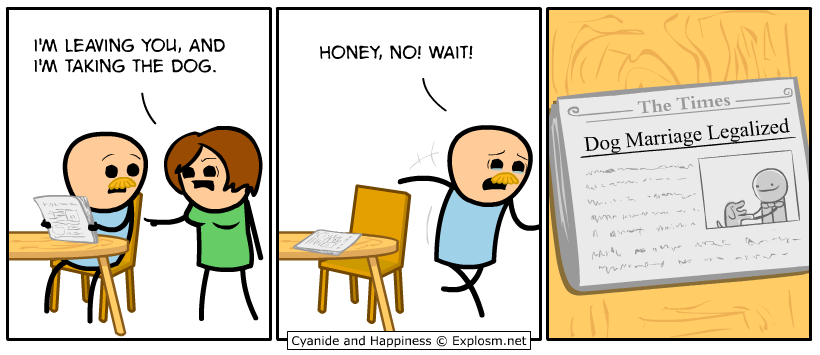 I'M LEAVING YOU, AND
I'M TAKING THE DOG.
HONEY, NO! WAIT!
The Times
Dog Marriage Legalized
Cyanide and Happiness © Explosm.net